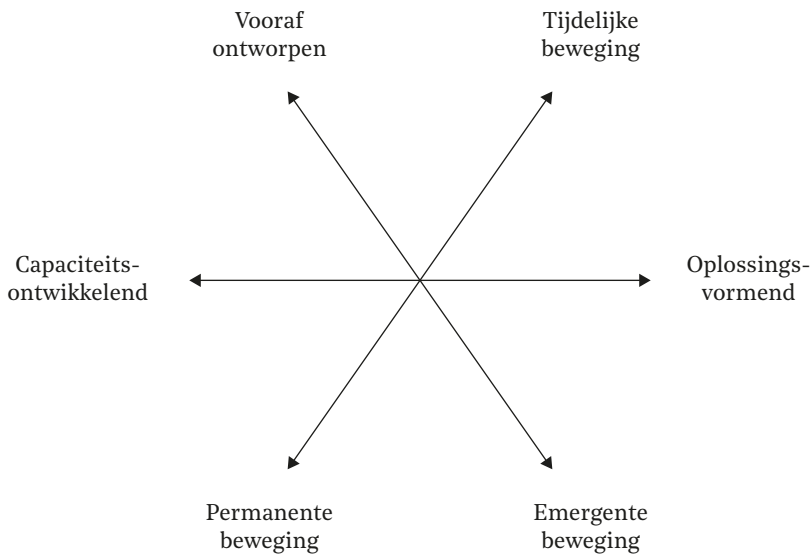 Vooraf
ontworpen
Tijdelijke
beweging
Capaciteits-
ontwikkelend
Oplossings-
vormend
Permanente
beweging
Emergente
beweging